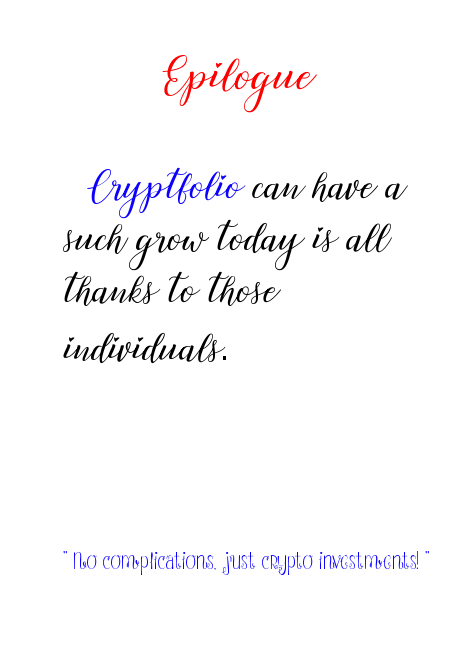 Epilogue
Cryptfolio can have a
such grow today is all
thanks to those
individuals.
" No complications, just crypto investments! "